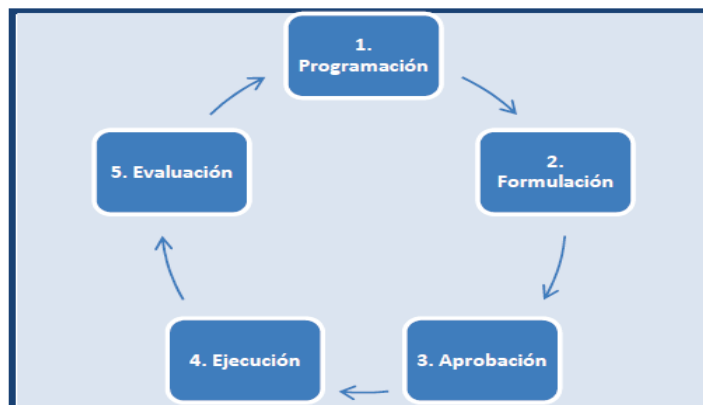 1.
Programación
2.
Formulación
3. Aprobación
4. Ejecución
5. Evaluación